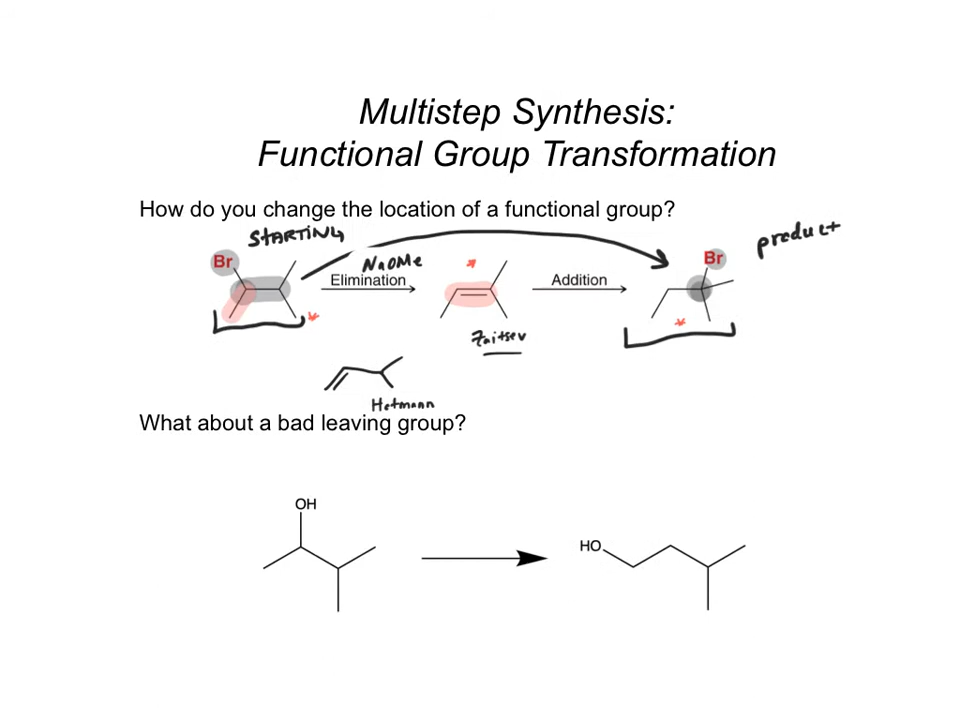 Multistep Synthesis:
Functional Group Transformation
How do you change the location of a functional group?
STARTING
product
Br
NaOMe
*
Br
Elimination
Addition
*
*
Zaitsev
Hofmann
What about a bad leaving group?
OH
HO